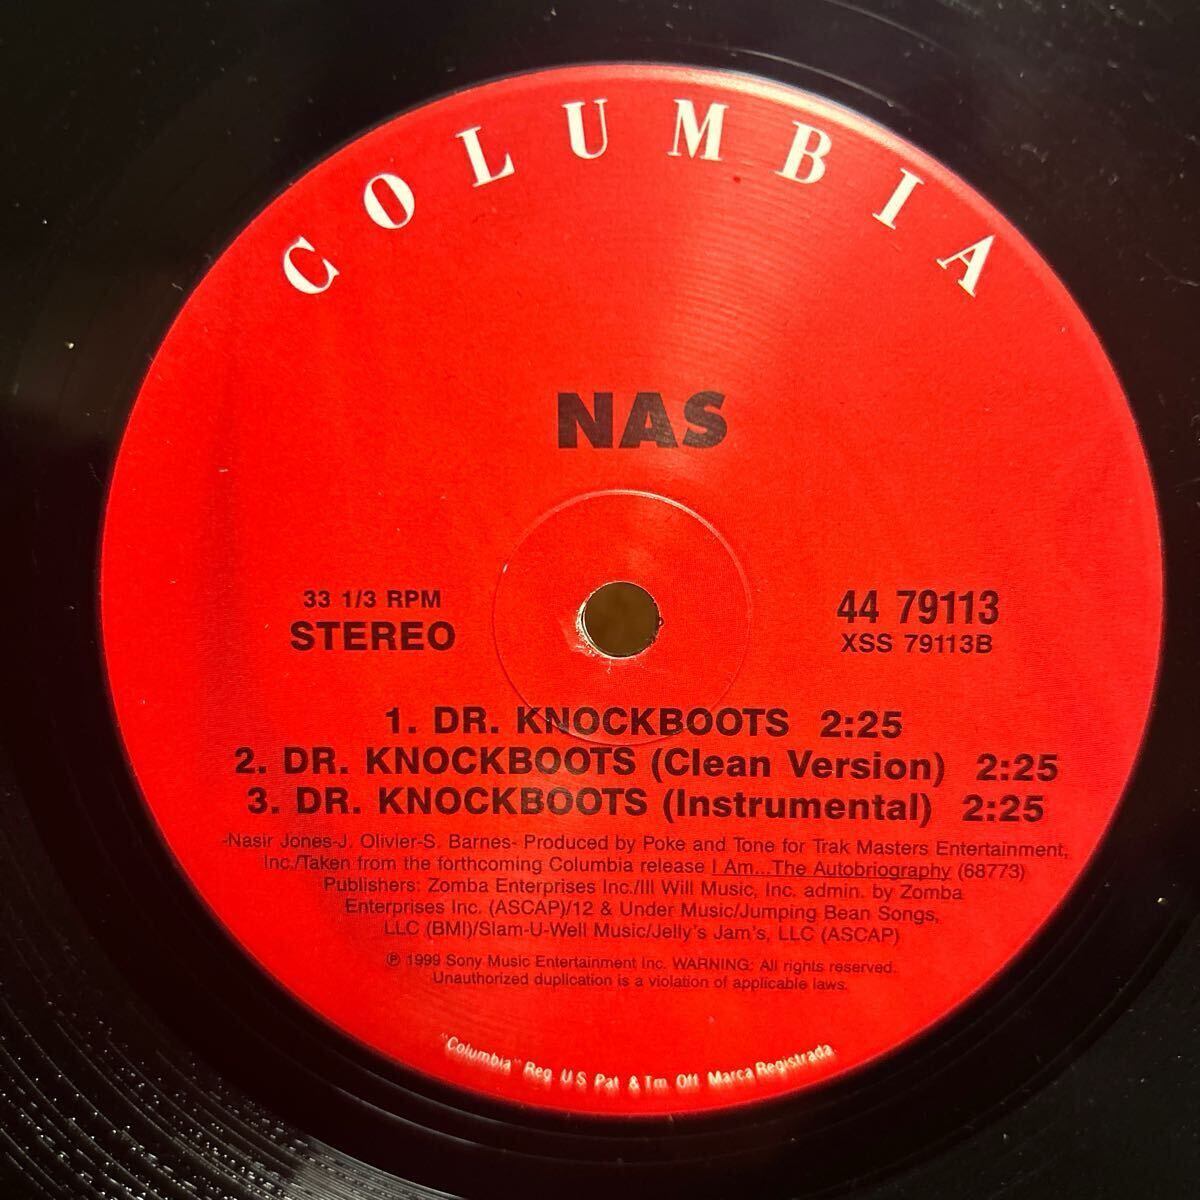 COLUMBIA
NAS
33 1/3 RPM
STEREO
44 79113
XSS 79113B
1. DR. KNOCKBOOTS 2:25
2. DR. KNOCKBOOTS (Clean Version) 2:25
3. DR. KNOCKBOOTS (Instrumental) 2:25
-Nasir Jones-J. Olivier-S. Barnes- Produced by Poke and Tone for Trak Masters Entertainment,
Inc./Taken from the forthcoming Columbia release I Am...The Autobriography (68773)
Publishers: Zomba Enterprises Inc./Ill Will Music, Inc. admin. by Zomba
Enterprises Inc. (ASCAP)/12 & Under Music/Jumping Bean Songs,
LLC (BMI)/Slam-U-Well Music/Jelly's Jam's, LLC (ASCAP)
℗ 1999 Sony Music Entertainment Inc. WARNING: All rights reserved.
Unauthorized duplication is a violation of applicable laws.
"Columbia" Reg. U.S. Pat. & Tm. Off. Marca Registrada